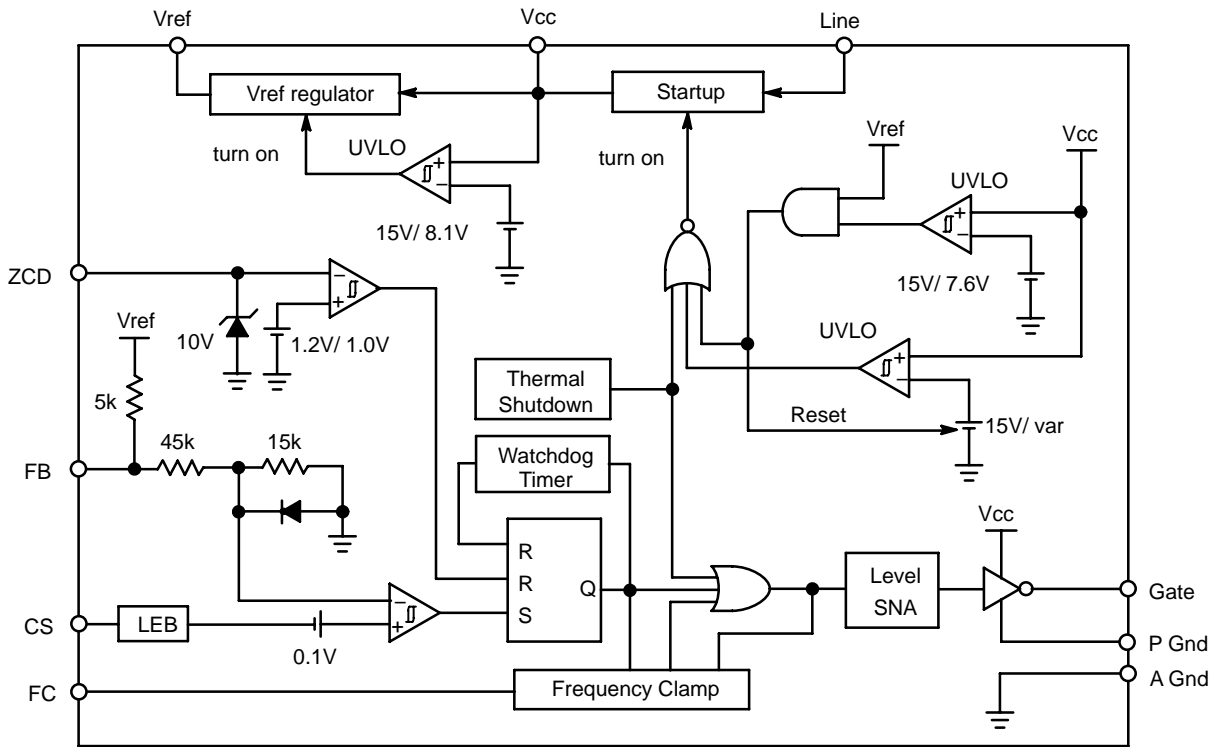 Vref
Vcc
Line
Vref regulator
Startup
turn on
UVLO
+
−
15V/ 8.1V
turn on
Vref
Vcc
UVLO
+
−
15V/ 7.6V
ZCD
−
+
10V
1.2V/ 1.0V
Vref
5k
UVLO
+
−
Thermal
Shutdown
Reset
15V/ var
45k
15k
FB
Watchdog
Timer
R
R
S
Q
Vcc
Level
SNA
Gate
CS
LEB
0.1V
−
+
P Gnd
A Gnd
FC
Frequency Clamp